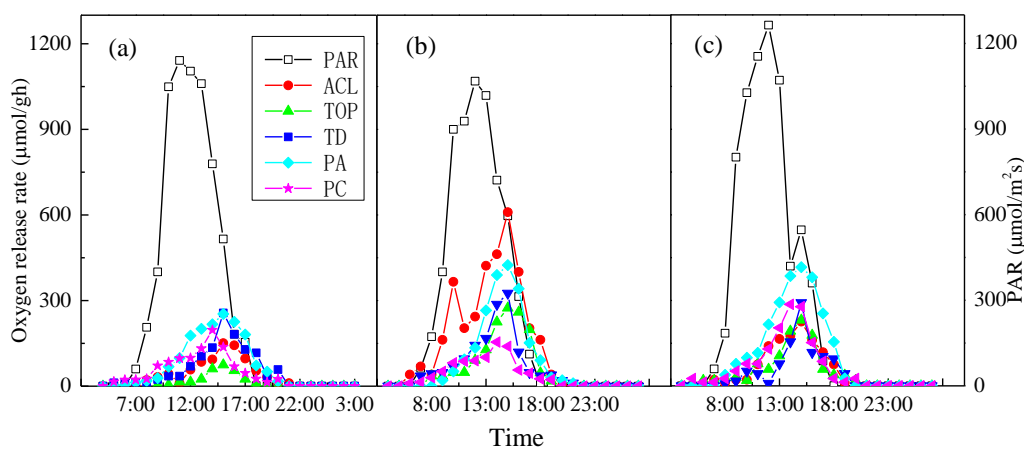 (a)
(b)
(c)
PAR
ACL
TOP
TD
PA
PC
Oxygen release rate (μmol/gh)
1200
900
600
300
0
PAR (μmol/m²s)
1200
900
600
300
0
7:00 12:00 17:00 22:00 3:00
8:00 13:00 18:00 23:00
8:00 13:00 18:00 23:00
Time